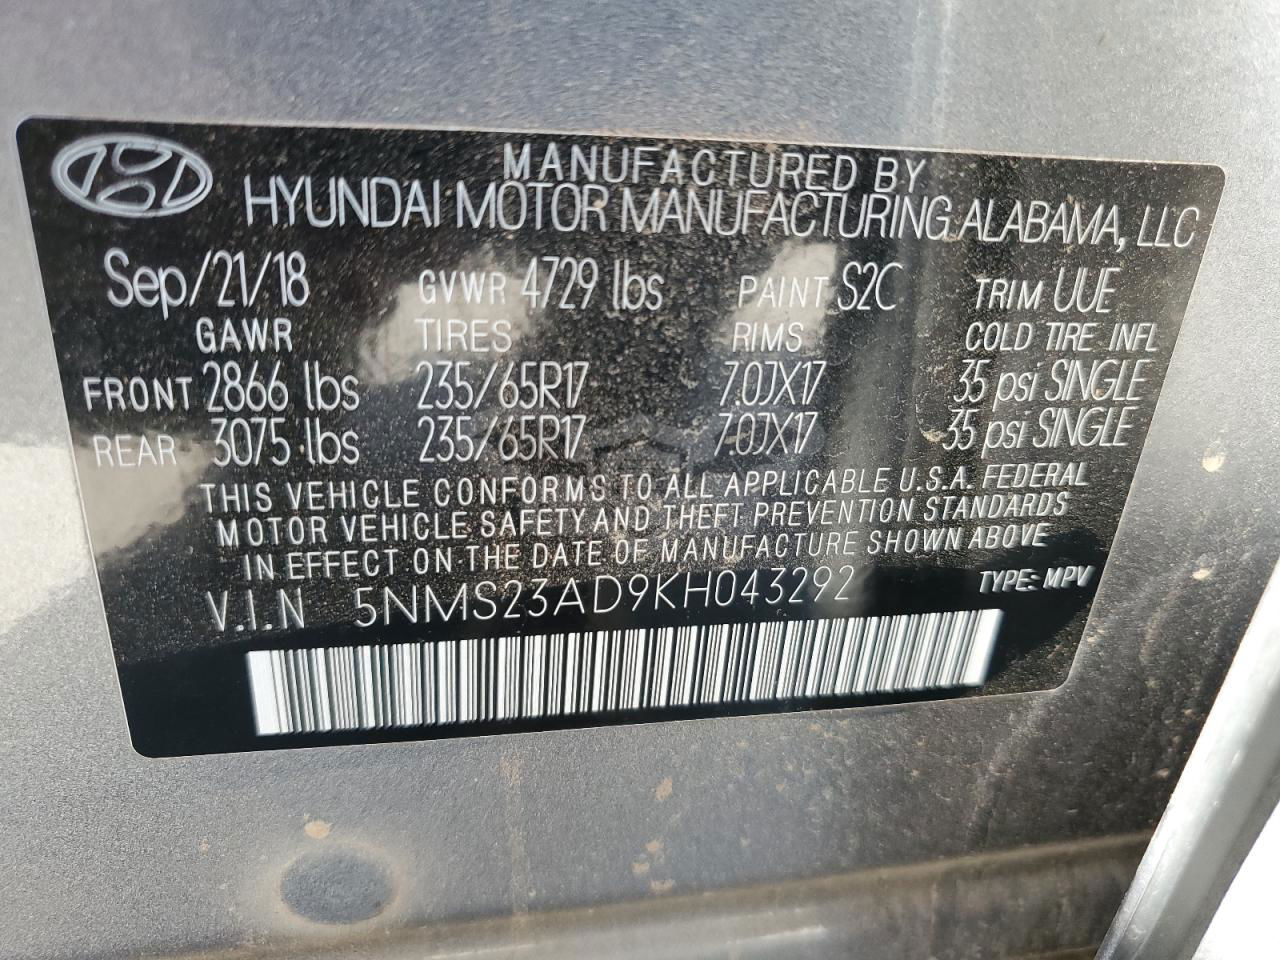 MANUFACTURED BY
HYUNDAI MOTOR MANUFACTURING ALABAMA, LLC
Sep/21/18 GVWR 4729 lbs PAINT S2C TRIM UUE
GAWR TIRES RIMS COLD TIRE INFL
FRONT 2866 lbs 235/65R17 7.0JX17 35 psi SINGLE
REAR 3075 lbs 235/65R17 7.0JX17 35 psi SINGLE
THIS VEHICLE CONFORMS TO ALL APPLICABLE U.S.A. FEDERAL
MOTOR VEHICLE SAFETY AND THEFT PREVENTION STANDARDS
IN EFFECT ON THE DATE OF MANUFACTURE SHOWN ABOVE
V.I.N 5NMS23AD9KH043292 TYPE: MPV